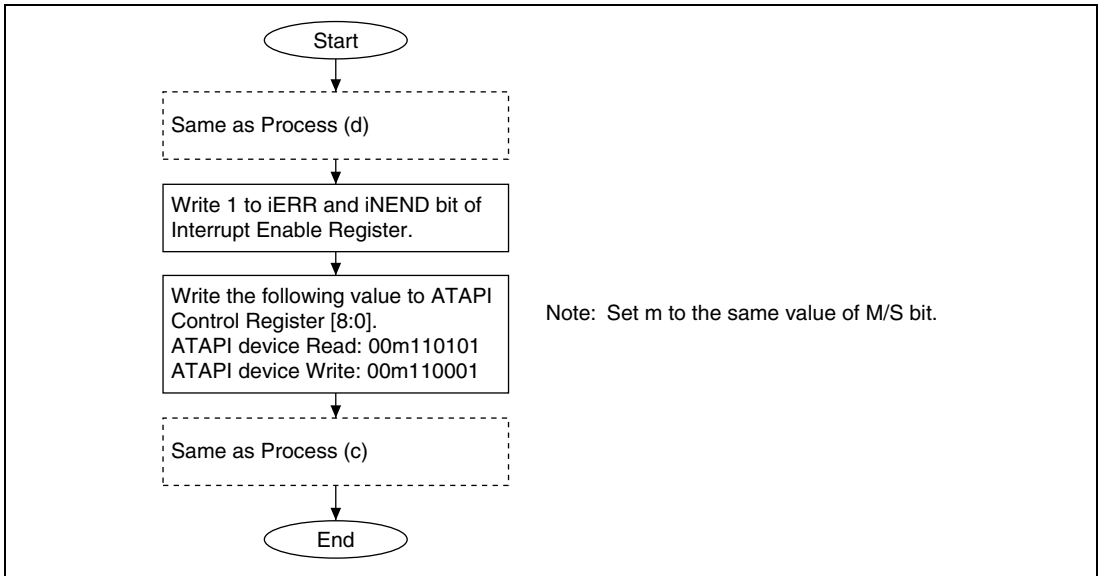 Start
Same as Process (d)
Write 1 to iERR and iNEND bit of
Interrupt Enable Register.
Write the following value to ATAPI
Control Register [8:0].
ATAPI device Read: 00m110101
ATAPI device Write: 00m110001
Note: Set m to the same value of M/S bit.
Same as Process (c)
End